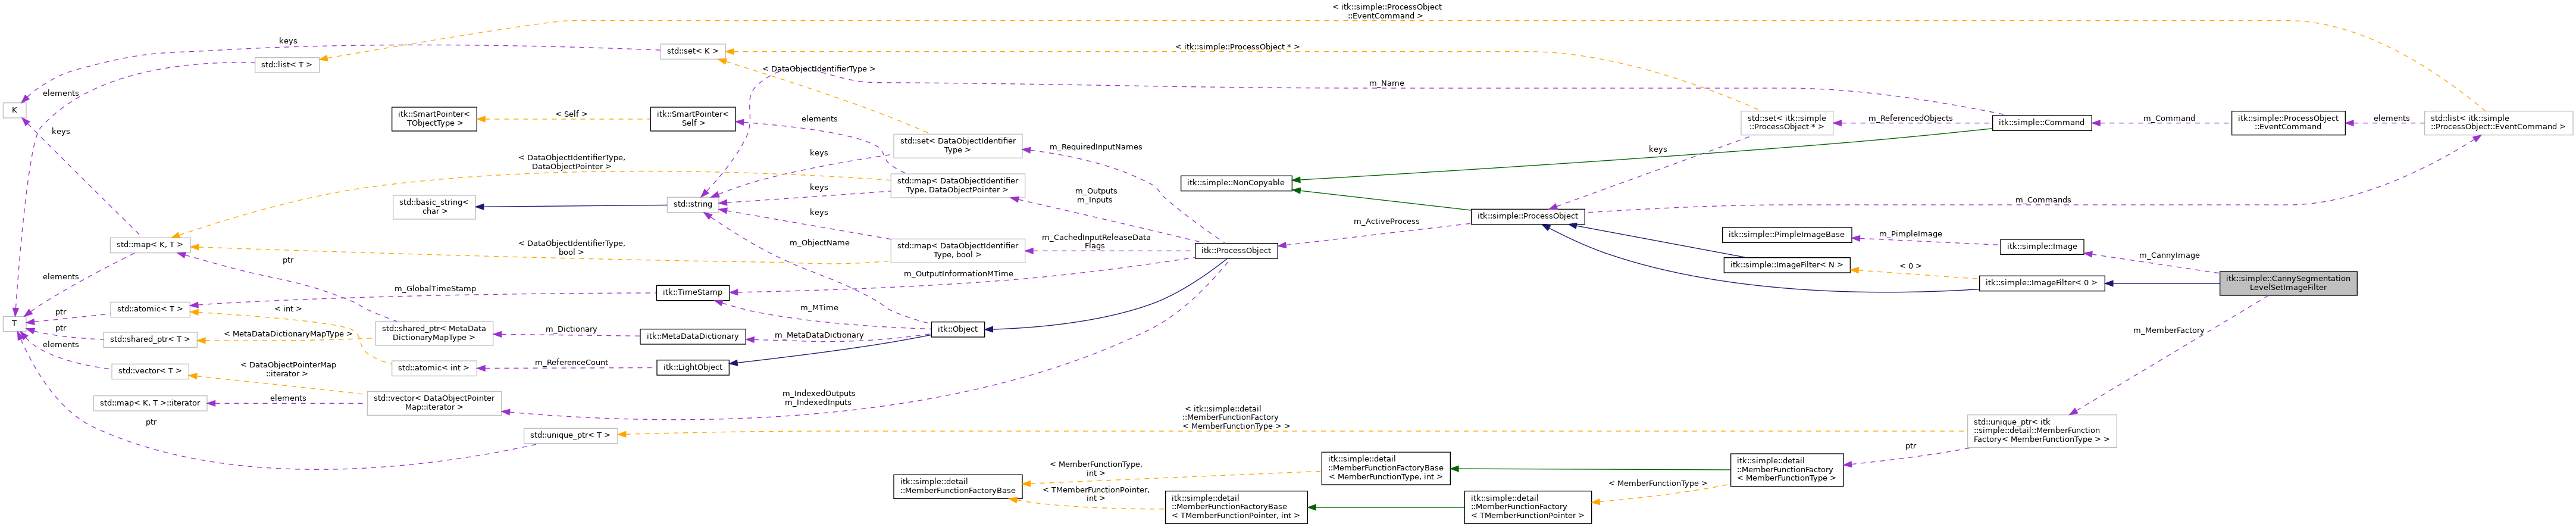 < itk::simple::ProcessObject
::EventCommand >
keys
std::set< K >
< itk::simple::ProcessObject * >
std::list< T >
< DataObjectIdentifierType >
m_Name
elements
K
itk::SmartPointer<
TObjectType >
< Self >
itk::SmartPointer<
Self >
elements
std::set< itk::simple
::ProcessObject * >
m_ReferencedObjects
itk::simple::Command
m_Command
itk::simple::ProcessObject
::EventCommand
elements
std::list< itk::simple
::ProcessObject::EventCommand >
keys
std::set< DataObjectIdentifier
Type >
m_RequiredInputNames
keys
keys
< DataObjectIdentifierType,
DataObjectPointer >
std::map< DataObjectIdentifier
Type, DataObjectPointer >
itk::simple::NonCopyable
keys
m_Outputs
m_Inputs
std::basic_string<
char >
std::string
keys
itk::simple::ProcessObject
m_Commands
m_ActiveProcess
std::map< K, T >
< DataObjectIdentifierType,
bool >
m_ObjectName
std::map< DataObjectIdentifier
Type, bool >
m_CachedInputReleaseData
Flags
itk::ProcessObject
itk::simple::PimpleImageBase
m_PimpleImage
itk::simple::Image
m_CannyImage
ptr
itk::simple::ImageFilter< N >
< 0 >
itk::simple::ImageFilter< 0 >
itk::simple::CannySegmentation
LevelSetImageFilter
elements
m_GlobalTimeStamp
itk::TimeStamp
m_OutputInformationMTime
std::atomic< T >
< int >
m_MTime
ptr
T
ptr
std::shared_ptr< T >
< MetaDataDictionaryMapType >
std::shared_ptr< MetaData
DictionaryMapType >
m_Dictionary
itk::MetaDataDictionary
m_MetaDataDictionary
itk::Object
m_MemberFactory
elements
std::vector< T >
< DataObjectPointerMap
::iterator >
std::atomic< int >
m_ReferenceCount
itk::LightObject
std::map< K, T >::iterator
elements
std::vector< DataObjectPointer
Map::iterator >
m_IndexedOutputs
m_IndexedInputs
ptr
std::unique_ptr< T >
< itk::simple::detail
::MemberFunctionFactory
< MemberFunctionType > >
std::unique_ptr< itk
::simple::detail::MemberFunction
Factory< MemberFunctionType > >
ptr
itk::simple::detail
::MemberFunctionFactoryBase
< MemberFunctionType,
int >
itk::simple::detail
::MemberFunctionFactoryBase
< MemberFunctionType, int >
itk::simple::detail
::MemberFunctionFactory
< MemberFunctionType >
< TMemberFunctionPointer,
int >
itk::simple::detail
::MemberFunctionFactoryBase
< TMemberFunctionPointer, int >
itk::simple::detail
::MemberFunctionFactory
< TMemberFunctionPointer >
< MemberFunctionType >